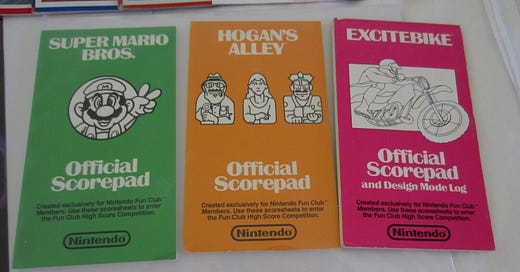 SUPER MARIO
BROS.
Official
Scorepad
Created exclusively for Nintendo Fun Club
Members. Use these scoresheets to enter
the Fun Club High Score Competition.
Nintendo
HOGAN'S
ALLEY
Official
Scorepad
Created exclusively for Nintendo Fun Club
Members. Use these scoresheets to enter
the Fun Club High Score Competition.
Nintendo
EXCITEBIKE
Official
Scorepad
and Design Mode Log
Created exclusively for Nintendo Fun Club
Members. Use these scoresheets to enter
the Fun Club High Score Competition.
Nintendo